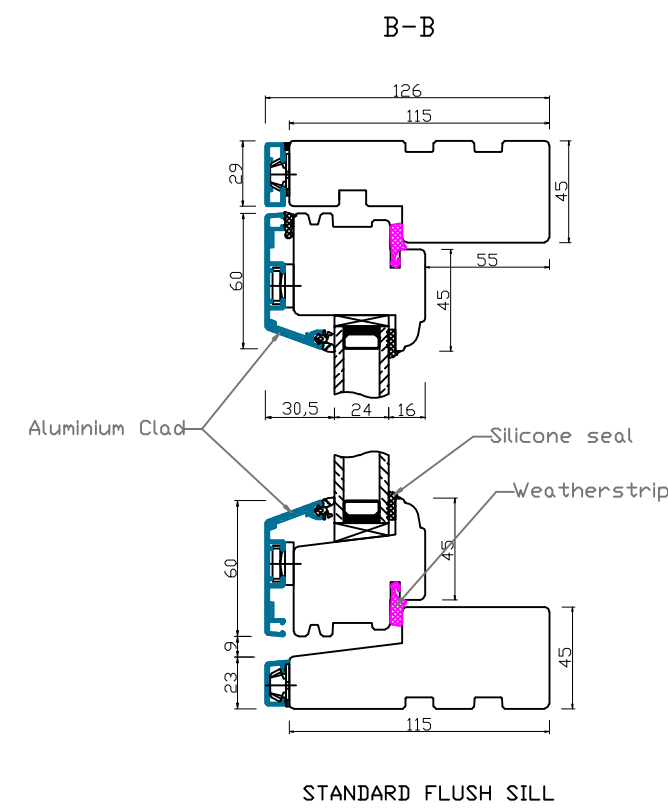 B-B
126
115
29
45
60
45
55
30,5 24 16
Aluminium Clad
Silicone seal
Weatherstrip
60
45
9
45
23
115
STANDARD FLUSH SILL